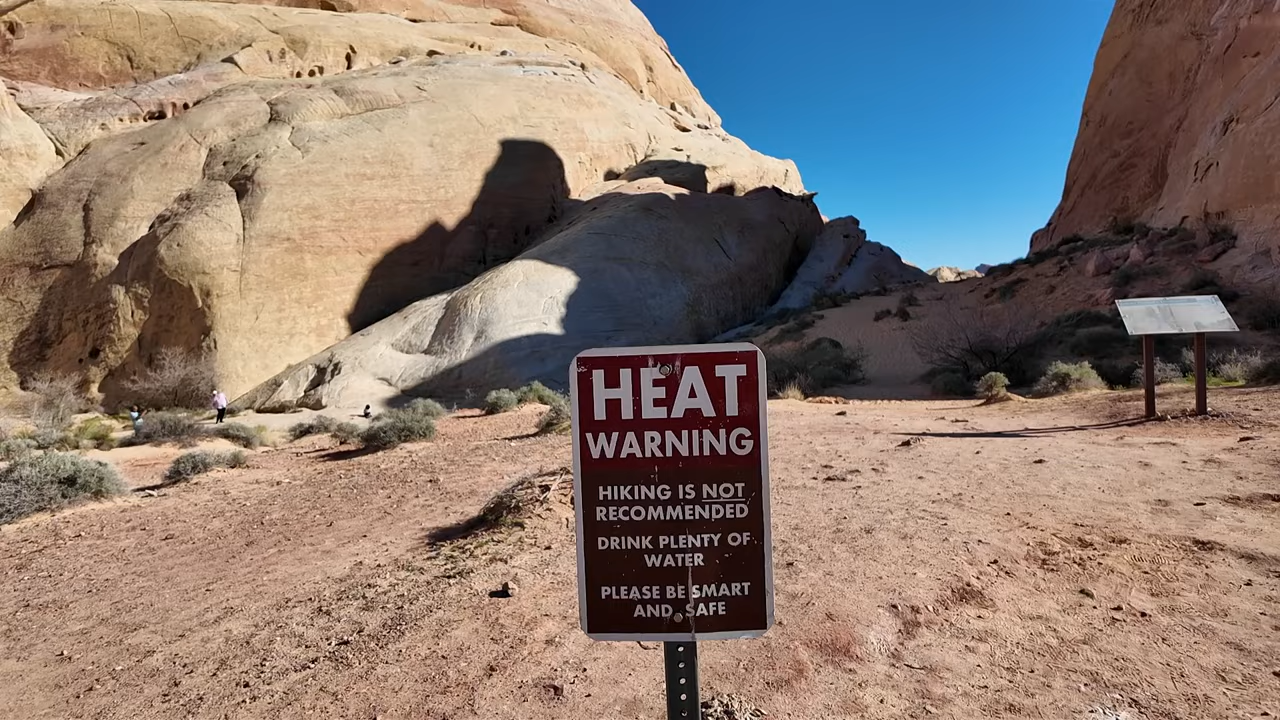 HEAT
WARNING
HIKING IS NOT
RECOMMENDED
DRINK PLENTY OF
WATER
PLEASE BE SMART
AND SAFE